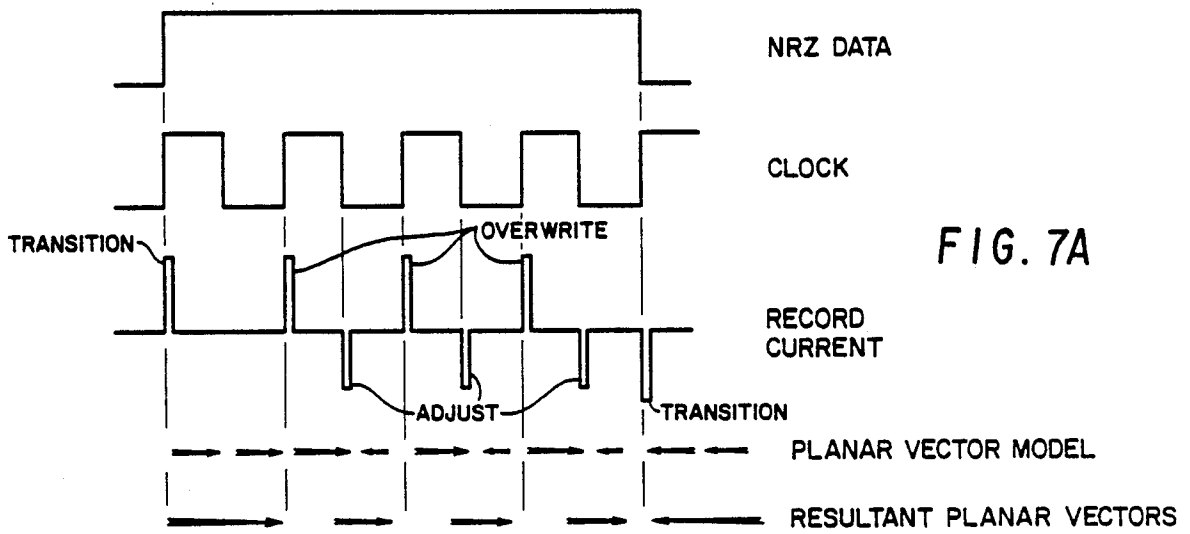 NRZ DATA
CLOCK
TRANSITION
OVERWRITE
FIG. 7A
RECORD
CURRENT
ADJUST
TRANSITION
PLANAR VECTOR MODEL
RESULTANT PLANAR VECTORS